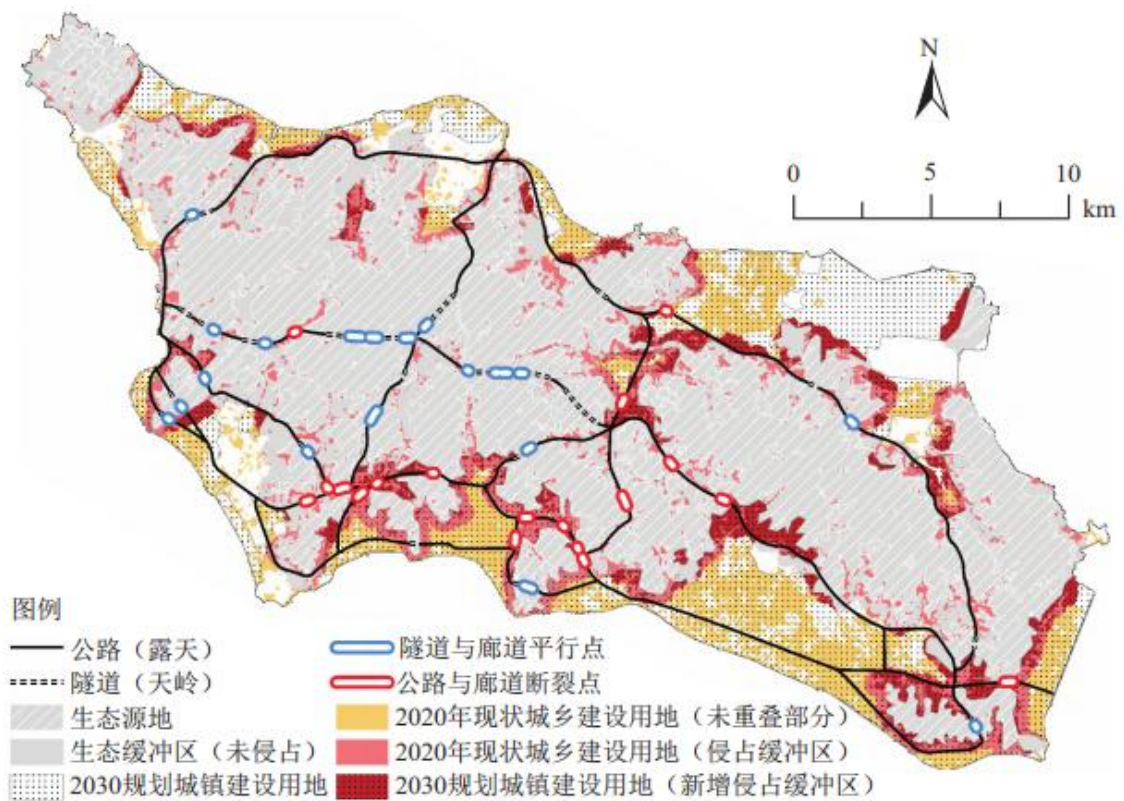 N
0 5 10
km
图例
公路（露天） 隧道与廊道平行点
隧道（天岭） 公路与廊道断裂点
生态源地 2020年现状城乡建设用地（未重叠部分）
生态缓冲区（未侵占） 2020年现状城乡建设用地（侵占缓冲区）
2030规划城镇建设用地 2030规划城镇建设用地（新增侵占缓冲区）